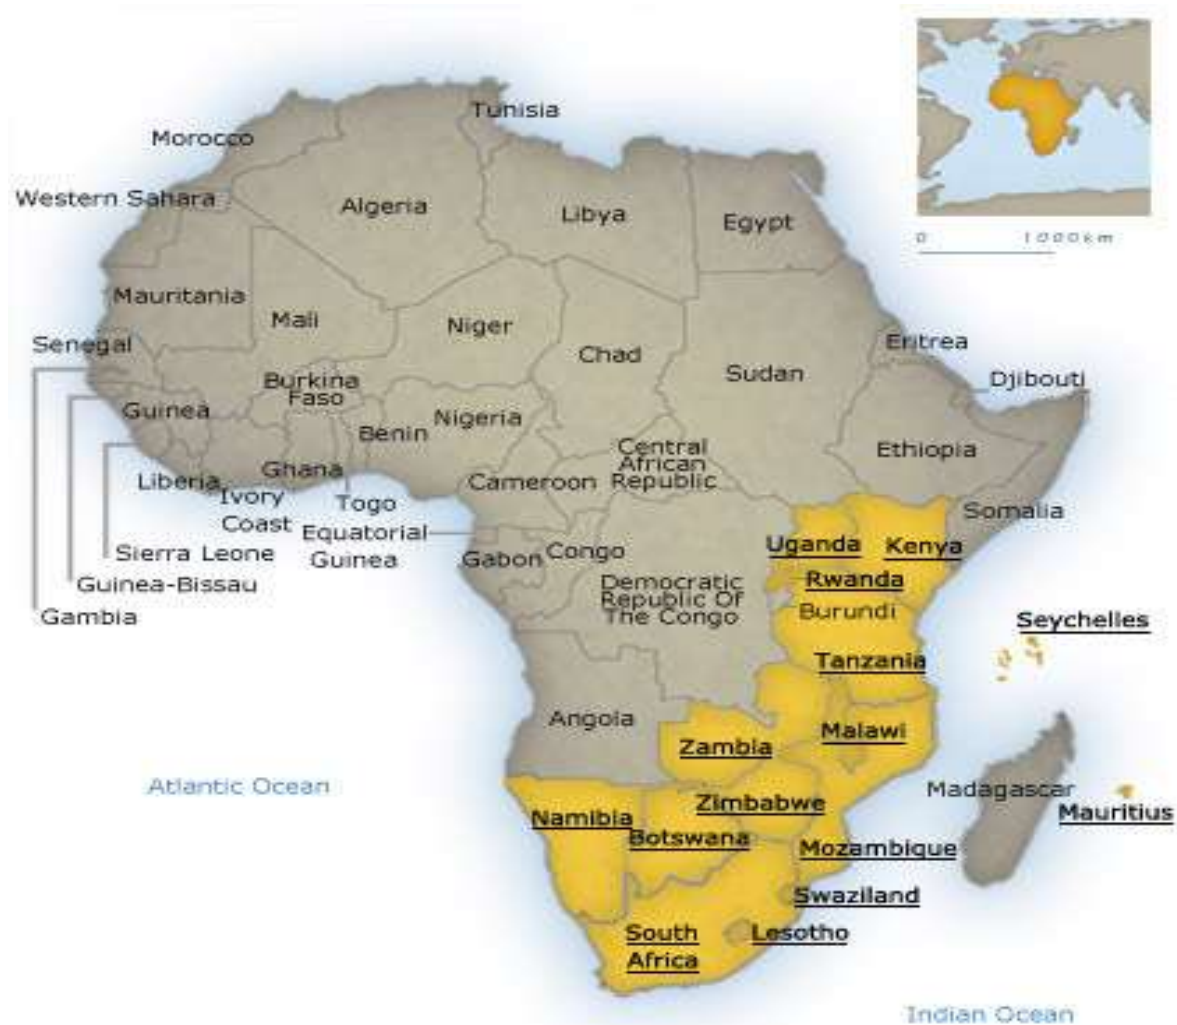 Tunisia
Morocco
Western Sahara
Algeria
Libya
Egypt
0 1000km
Mauritania
Mali
Niger
Chad
Sudan
Eritrea
Senegal
Djibouti
Burkina
Faso
Guinea
Benin
Nigeria
Central
African
Republic
Ethiopia
Ghana
Liberia
Ivory
Coast
Togo
Cameroon
Somalia
Equatorial
Guinea
Sierra Leone
Gabon
Congo
Uganda
Kenya
Guinea-Bissau
Democratic
Republic Of
The Congo
Rwanda
Gambia
Burundi
Seychelles
Tanzania
Angola
Zambia
Malawi
Atlantic Ocean
Madagascar
Mauritius
Namibia
Zimbabwe
Botswana
Mozambique
Swaziland
South
Africa
Lesotho
Indian Ocean